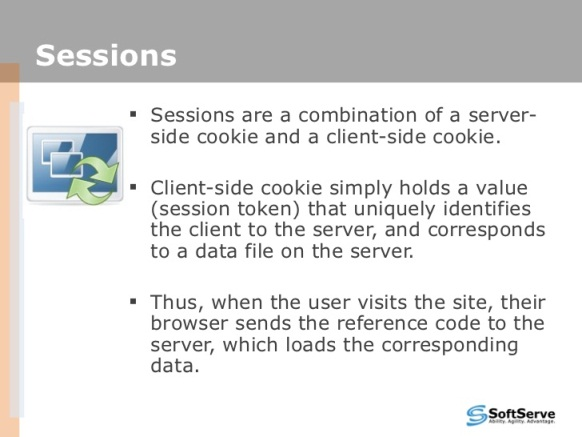 Sessions
▪ Sessions are a combination of a server-
side cookie and a client-side cookie.
▪ Client-side cookie simply holds a value
(session token) that uniquely identifies
the client to the server, and corresponds
to a data file on the server.
▪ Thus, when the user visits the site, their
browser sends the reference code to the
server, which loads the corresponding
data.
SoftServe
Ability. Agility. Advantage.